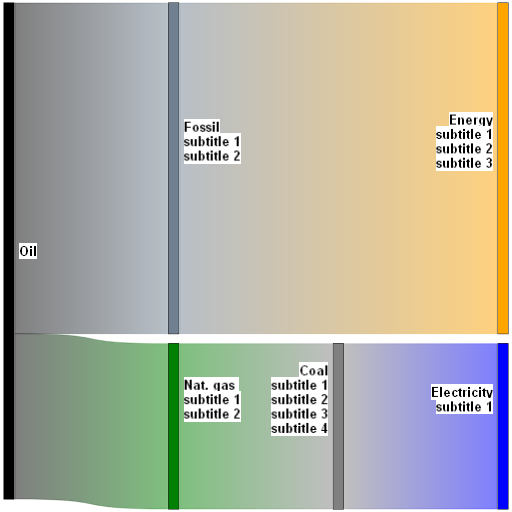 Oil
Fossil
subtitle 1
subtitle 2
Energy
subtitle 1
subtitle 2
subtitle 3
Nat. gas
subtitle 1
subtitle 2
Coal
subtitle 1
subtitle 2
subtitle 3
subtitle 4
Electricity
subtitle 1